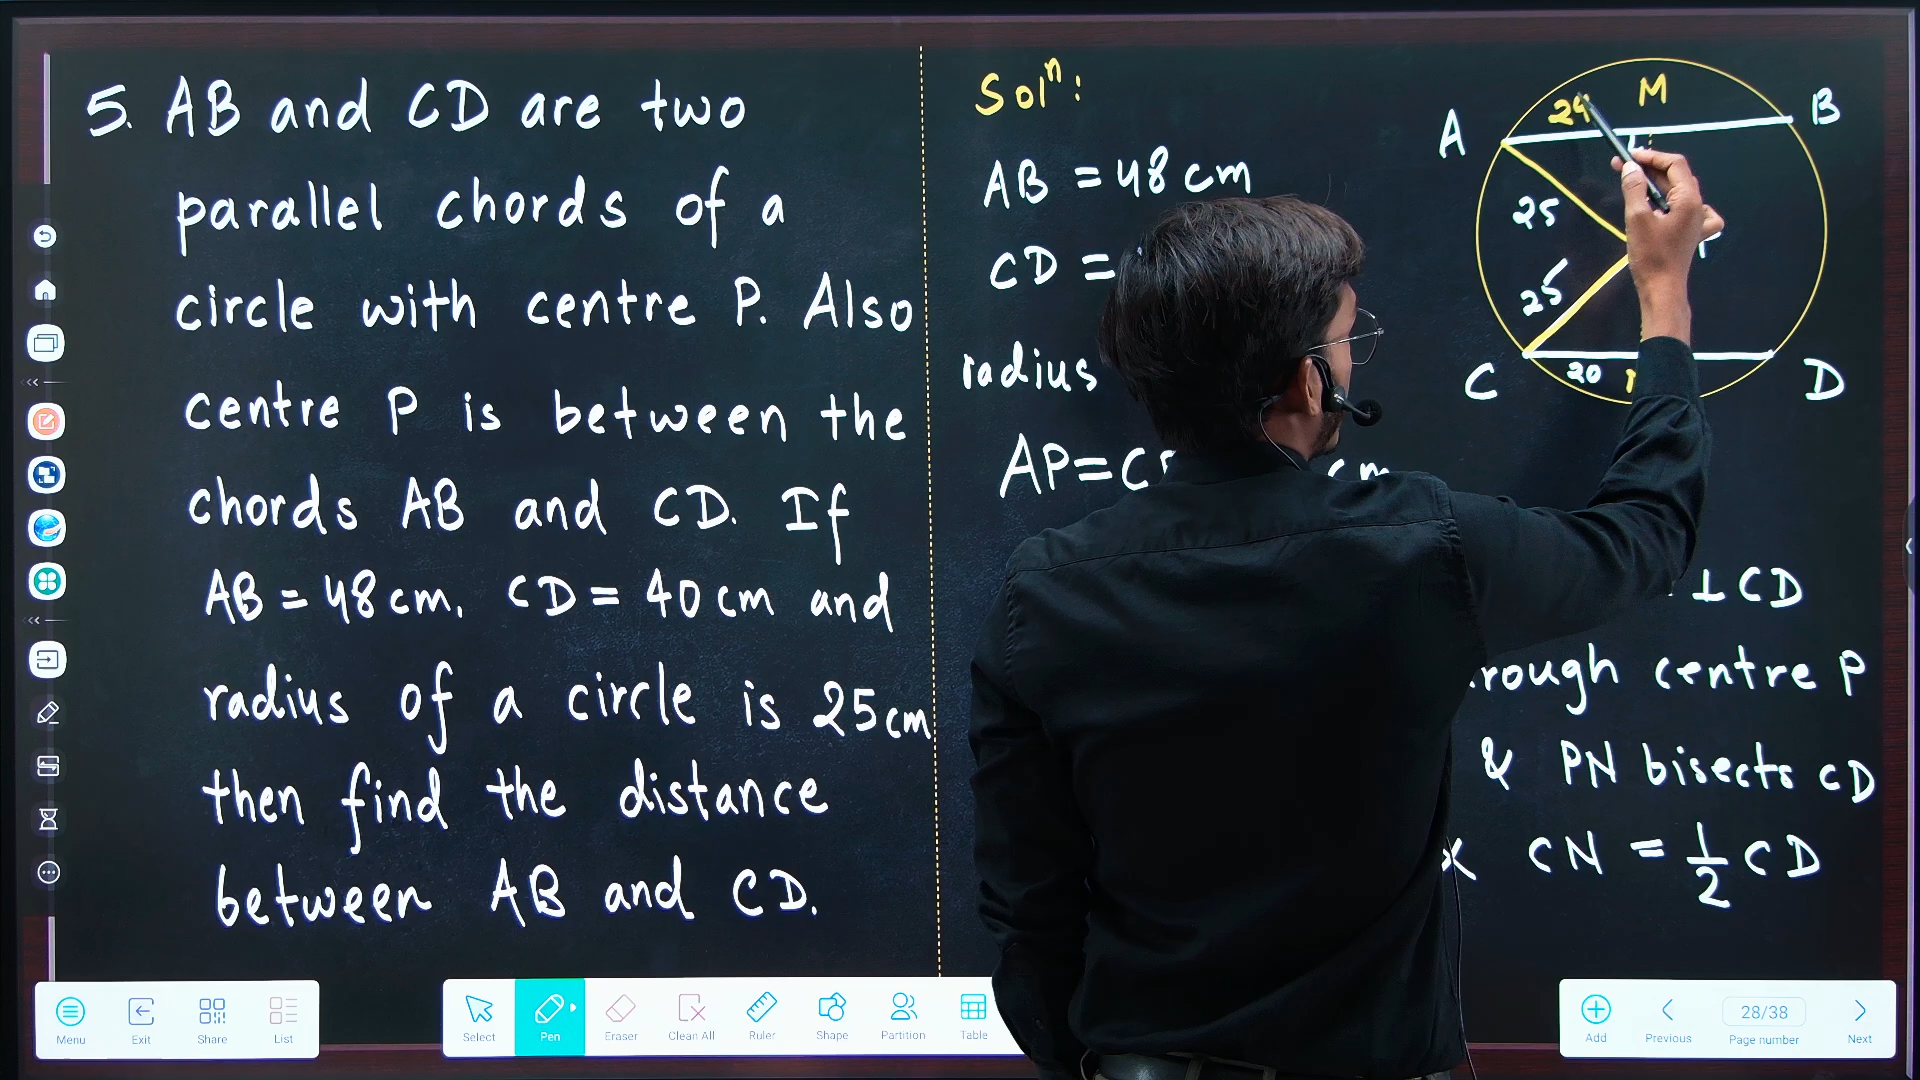 5. AB and CD are two
parallel chords of a
circle with centre P. Also
centre P is between the
chords AB and CD. If
AB = 48 cm, CD = 40 cm and
radius of a circle is 25 cm
then find the distance
between AB and CD.
Solⁿ:
AB = 48 cm
CD =
radius
AP = C
cm
⊥ CD
centre P
& PN bisects CD
CN = 1/2 CD
M
24
A
B
25
25
C
20
D
Menu
Exit
Share
List
Select
Pen
Eraser
Clean All
Ruler
Shape
Partition
Table
Add
Previous
28/38
Page number
Next